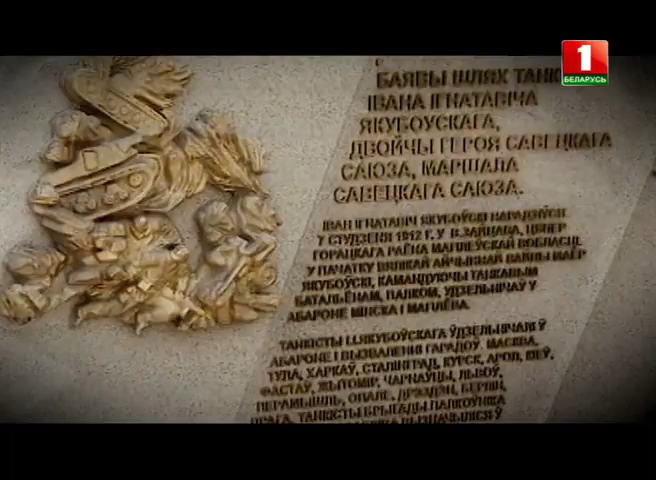 1
БЕЛАРУСЬ
БАЯВЫ ШЛЯХ ТАНК
ІВАНА ІГНАТАВІЧА
ЯКУБОУСКАГА,
ДВОЙЧЫ ГЕРОЯ САВЕЦКАГА
САЮЗА, МАРШАЛА
САВЕЦКАГА САЮЗА.
ІВАН ІГНАТАВІЧ ЯКУБОЎСКІ НАРАДЗІЎСЯ
7 СТУДЗЕНЯ 1912 Г. У В. ЗАЙЦАВА, ЦЯПЕР
ГОРАЦКАГА РАЁНА МАГІЛЁЎСКАЙ ВОБЛАСЦІ.
У ПАЧАТКУ ВЯЛІКАЙ АЙЧЫННАЙ ВАЙНЫ МАЁР
ЯКУБОЎСКІ, КАМАНДУЮЧЫ ТАНКАВЫМ
БАТАЛЬЁНАМ, ПАЛКОМ, УДЗЕЛЬНІЧАЎ У
АБАРОНЕ МІНСКА І МАГІЛЁВА.
ТАНКІСТЫ І.І.ЯКУБОЎСКАГА ЎДЗЕЛЬНІЧАЛІ Ў
АБАРОНЕ І ВЫЗВАЛЕННІ ГАРАДОЎ: МАСКВА,
ТУЛА, ХАРКАЎ, СТАЛІНГРАД, КУРСК, АРОЛ, КІЕЎ,
ФАСТАЎ, ЖЫТОМІР, ЧАРНАЎЦЫ, ЛЬВОЎ,
ПЕРАМЫШЛЬ, ОПАЛЕ, ДРЭЗДЭН, БЕРЛІН,
ПРАГА. ТАНКІСТЫ БРЫГАДЫ ПАЛКОЎНІКА
ВЫЗНАЧЫЛІСЯ Ў